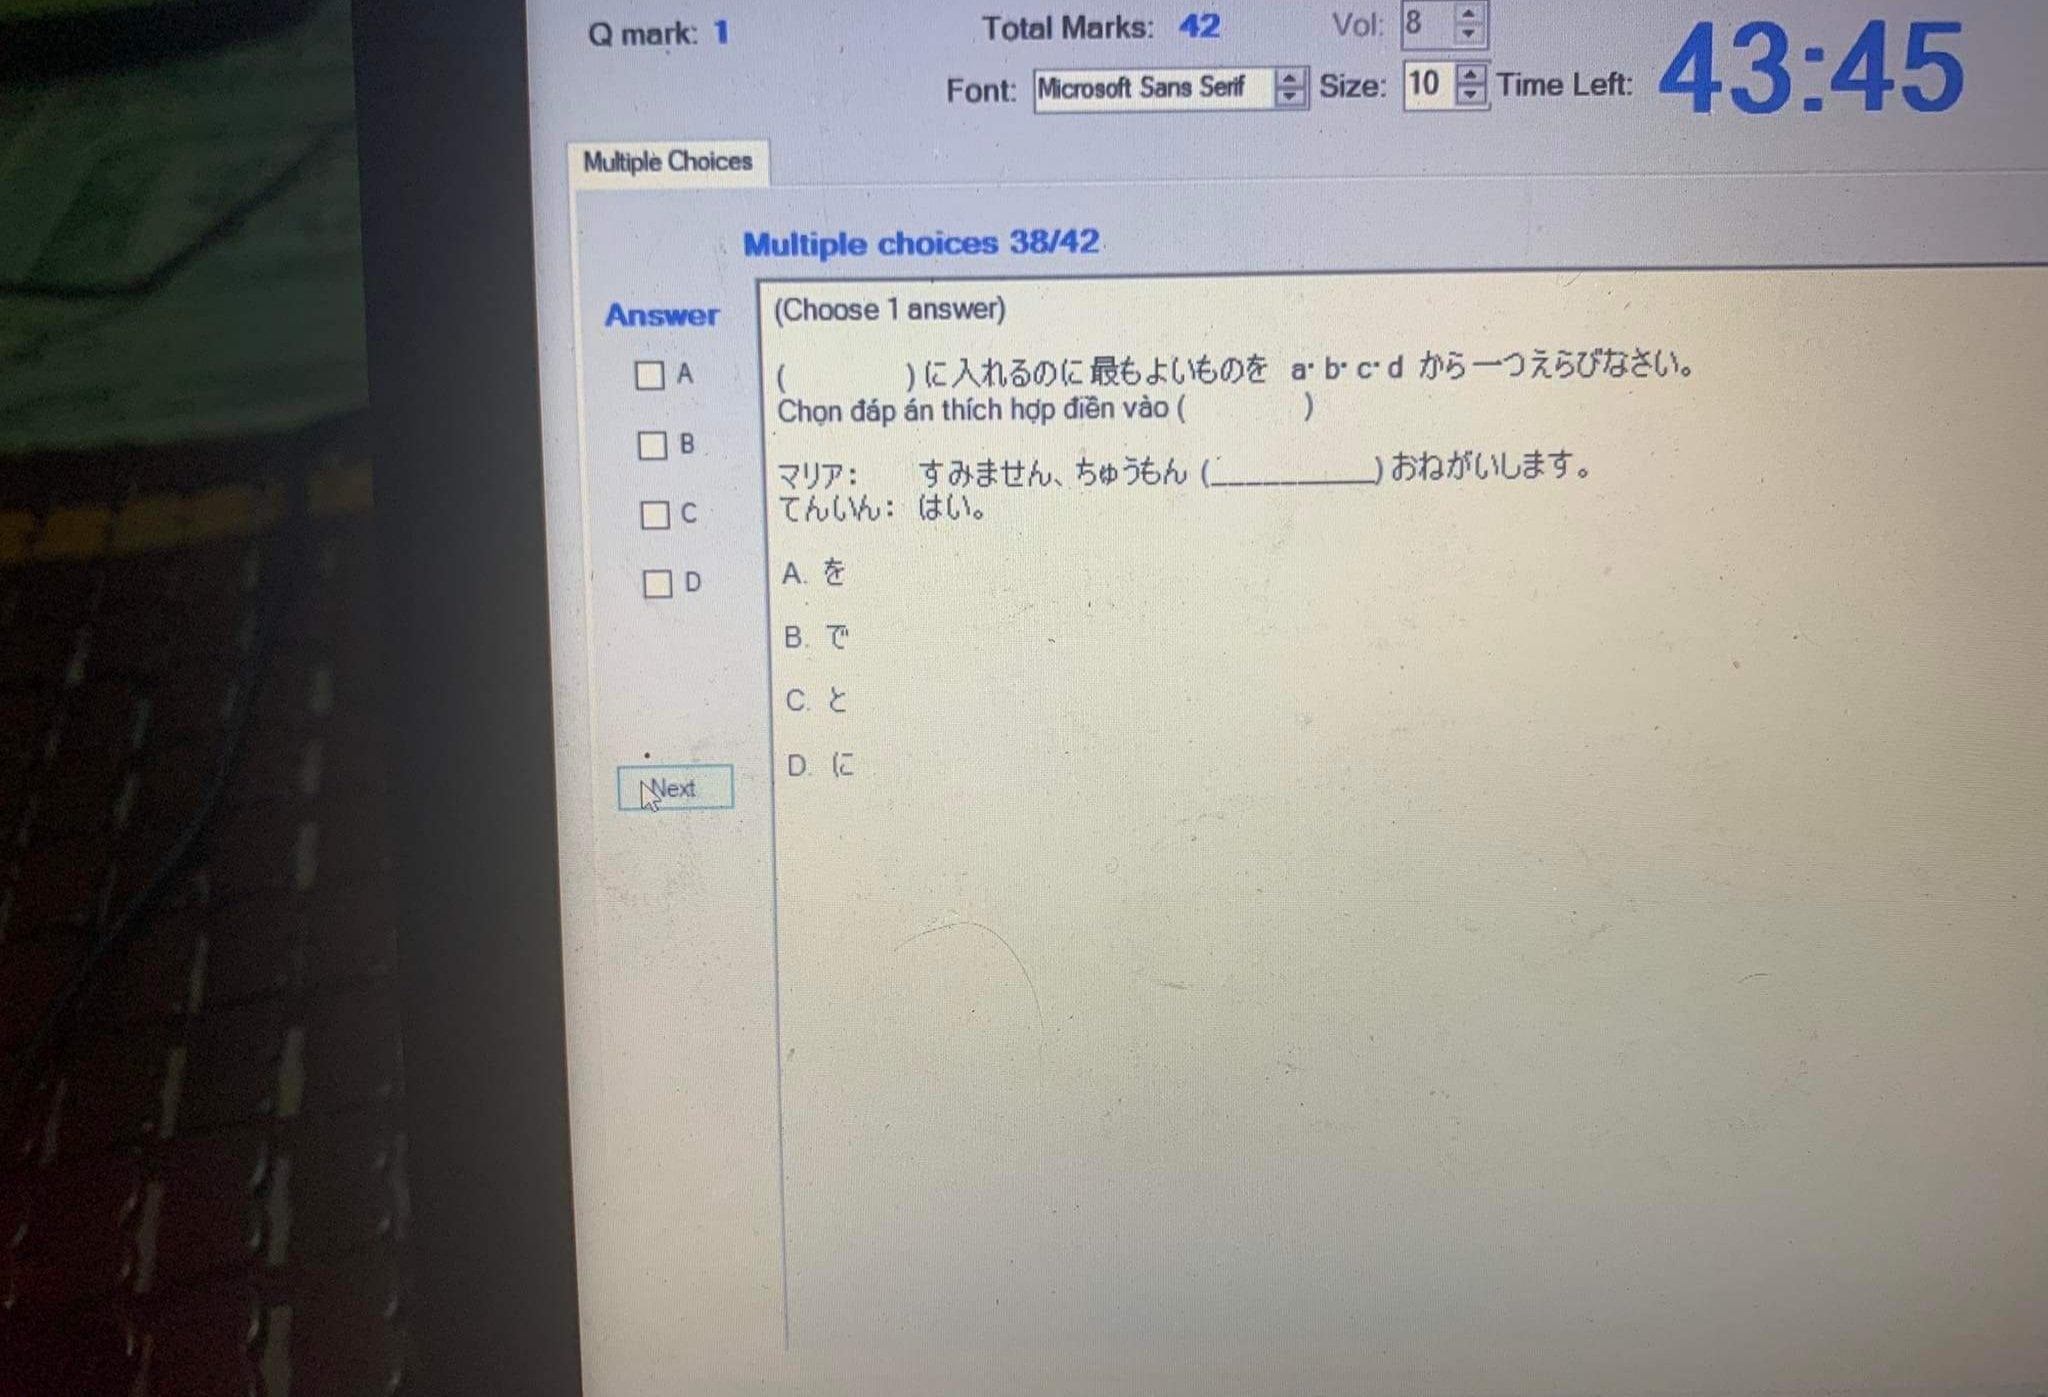 Q mark: 1
Total Marks: 42
Vol: 8
Font: Microsoft Sans Serif
Size: 10
Time Left: 43:45
Multiple Choices
Multiple choices 38/42
Answer
A
B
C
D
Next
(Choose 1 answer)
( )に入れるのに最もよいものを a· b· c· d から一つえらびなさい。
Chọn đáp án thích hợp điền vào ( )
マリア: すみません、ちゅうもん (__________) おねがいします。
てんいん: はい。
A. を
B. で
C. と
D. に